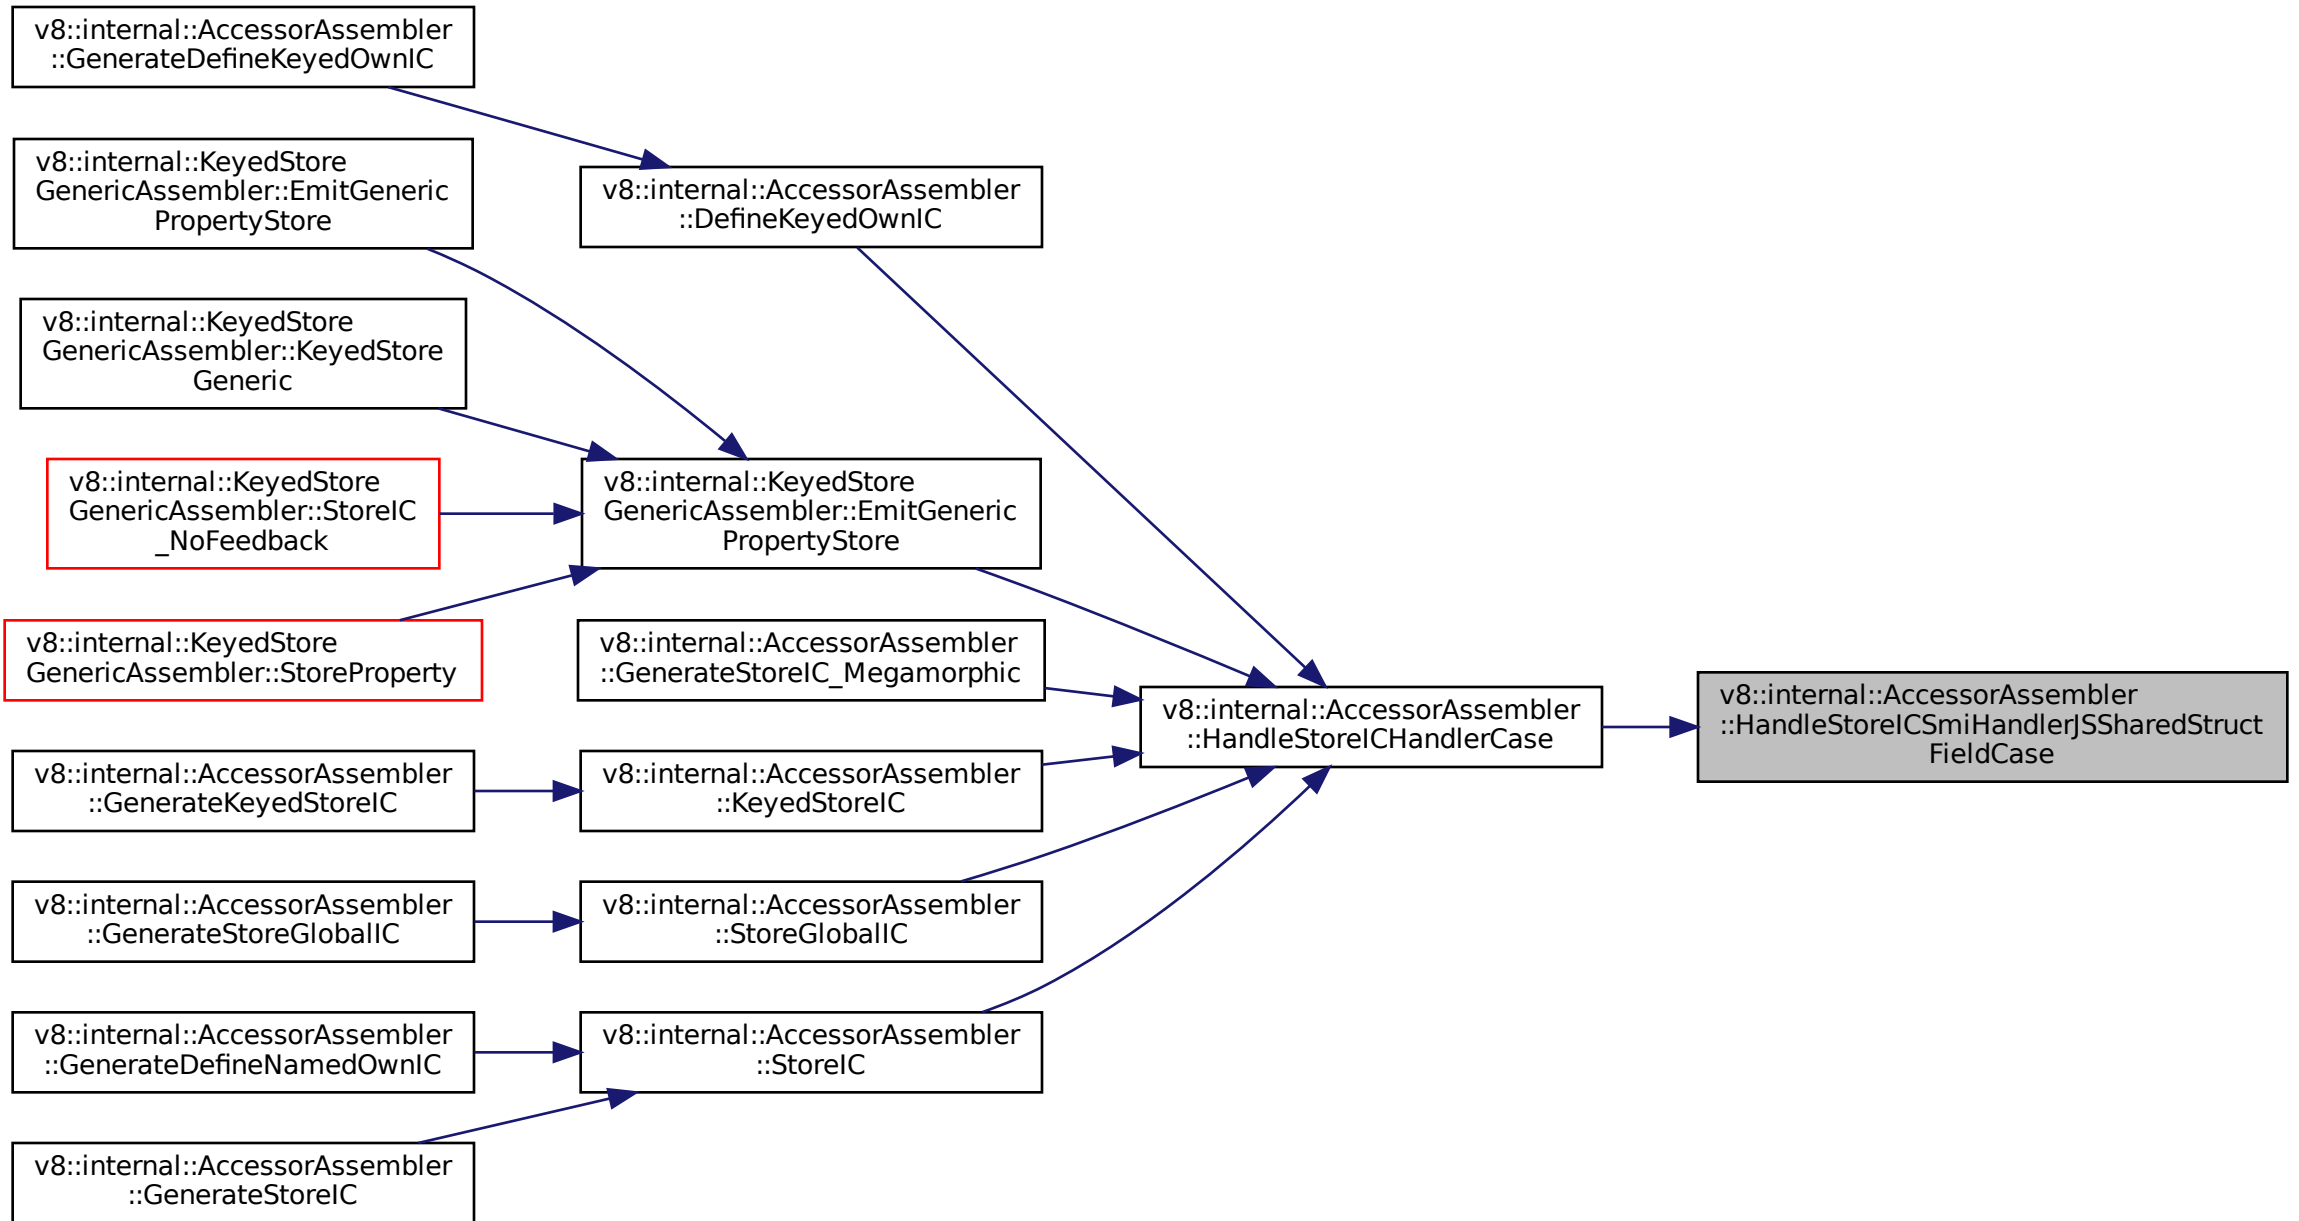 v8::internal::AccessorAssembler
::GenerateDefineKeyedOwnIC
v8::internal::KeyedStore
GenericAssembler::EmitGeneric
PropertyStore
v8::internal::KeyedStore
GenericAssembler::KeyedStore
Generic
v8::internal::KeyedStore
GenericAssembler::StoreIC
_NoFeedback
v8::internal::KeyedStore
GenericAssembler::StoreProperty
v8::internal::AccessorAssembler
::GenerateKeyedStoreIC
v8::internal::AccessorAssembler
::GenerateStoreGlobalIC
v8::internal::AccessorAssembler
::GenerateDefineNamedOwnIC
v8::internal::AccessorAssembler
::GenerateStoreIC
v8::internal::AccessorAssembler
::DefineKeyedOwnIC
v8::internal::KeyedStore
GenericAssembler::EmitGeneric
PropertyStore
v8::internal::AccessorAssembler
::GenerateStoreIC_Megamorphic
v8::internal::AccessorAssembler
::KeyedStoreIC
v8::internal::AccessorAssembler
::StoreGlobalIC
v8::internal::AccessorAssembler
::StoreIC
v8::internal::AccessorAssembler
::HandleStoreICHandlerCase
v8::internal::AccessorAssembler
::HandleStoreICSmiHandlerJSSharedStruct
FieldCase